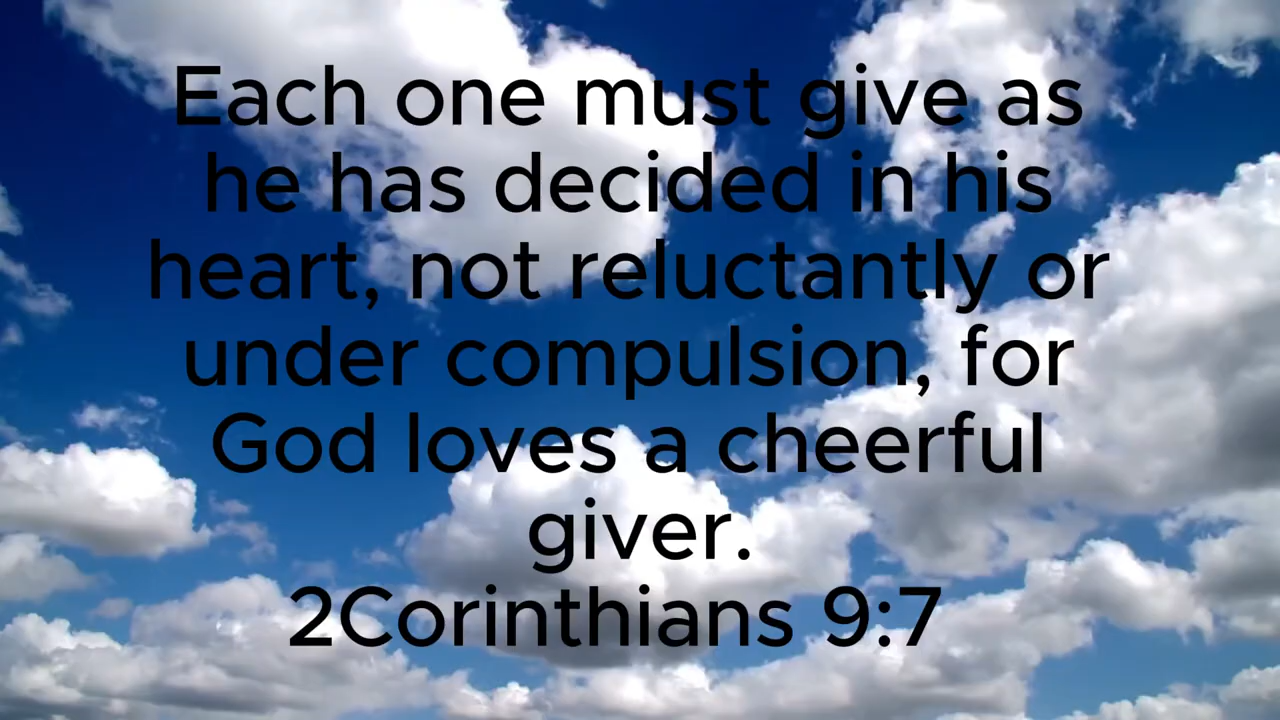 Each one must give as
he has decided in his
heart, not reluctantly or
under compulsion, for
God loves a cheerful
giver.
2Corinthians 9:7